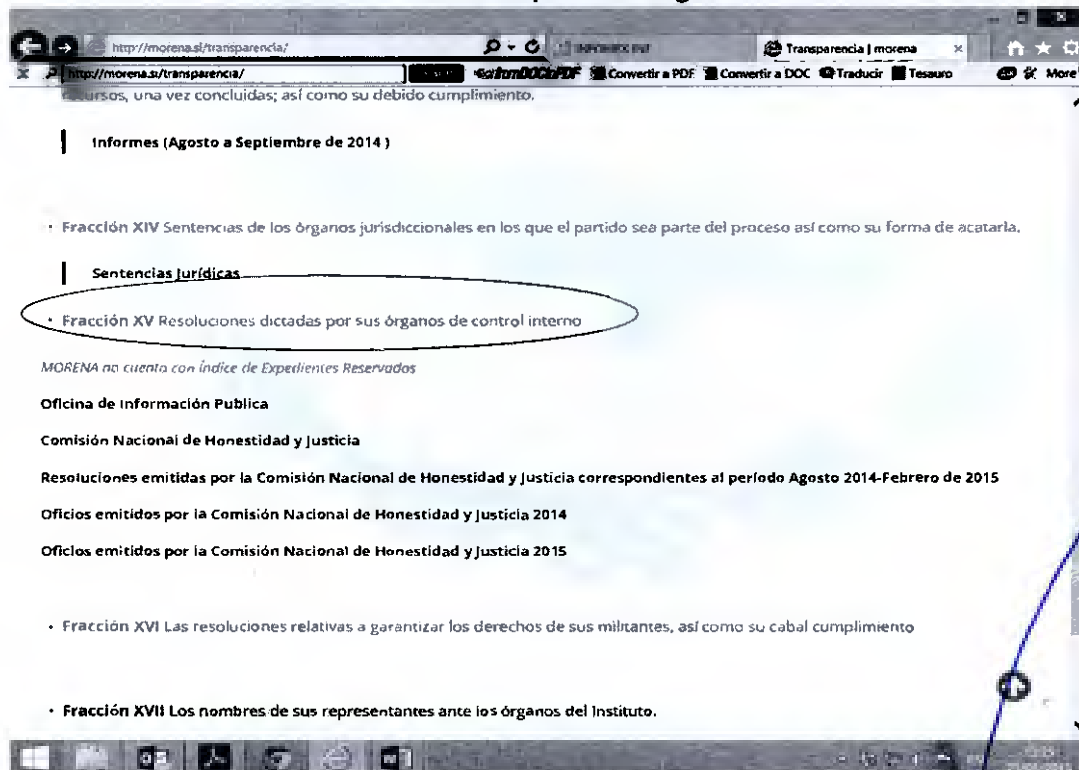 http://morena.si/transparencia/
Transparencia | morena
http://morena.si/transparencia/ Convertir a PDF Convertir a DOC Traducir Tesauro More
recursos, una vez concluidas; así como su debido cumplimiento.
Informes (Agosto a Septiembre de 2014 )
• Fracción XIV Sentencias de los órganos jurisdiccionales en los que el partido sea parte del proceso así como su forma de acatarla.
Sentencias Jurídicas
• Fracción XV Resoluciones dictadas por sus órganos de control interno
MORENA no cuenta con índice de Expedientes Reservados
Oficina de Información Publica
Comisión Nacional de Honestidad y Justicia
Resoluciones emitidas por la Comisión Nacional de Honestidad y Justicia correspondientes al período Agosto 2014-Febrero de 2015
Oficios emitidos por la Comisión Nacional de Honestidad y Justicia 2014
Oficios emitidos por la Comisión Nacional de Honestidad y Justicia 2015
• Fracción XVI Las resoluciones relativas a garantizar los derechos de sus militantes, así como su cabal cumplimiento
• Fracción XVII Los nombres de sus representantes ante los órganos del Instituto.